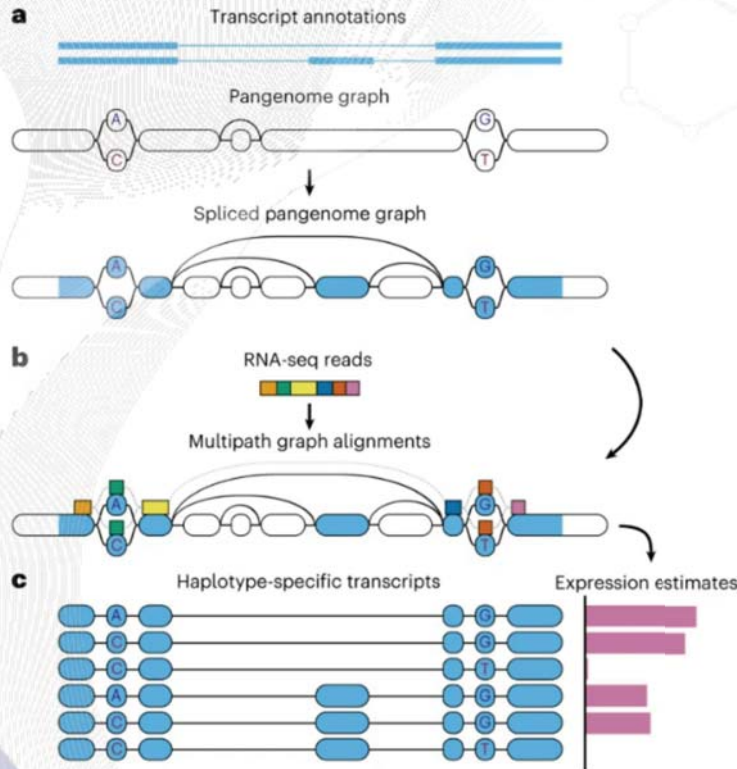 a
Transcript annotations
Pangenome graph
A
G
C
T
Spliced pangenome graph
A
G
C
T
b
RNA-seq reads
Multipath graph alignments
A
G
C
T
c
Haplotype-specific transcripts
Expression estimates
A G
C G
C T
A G
C G
C T